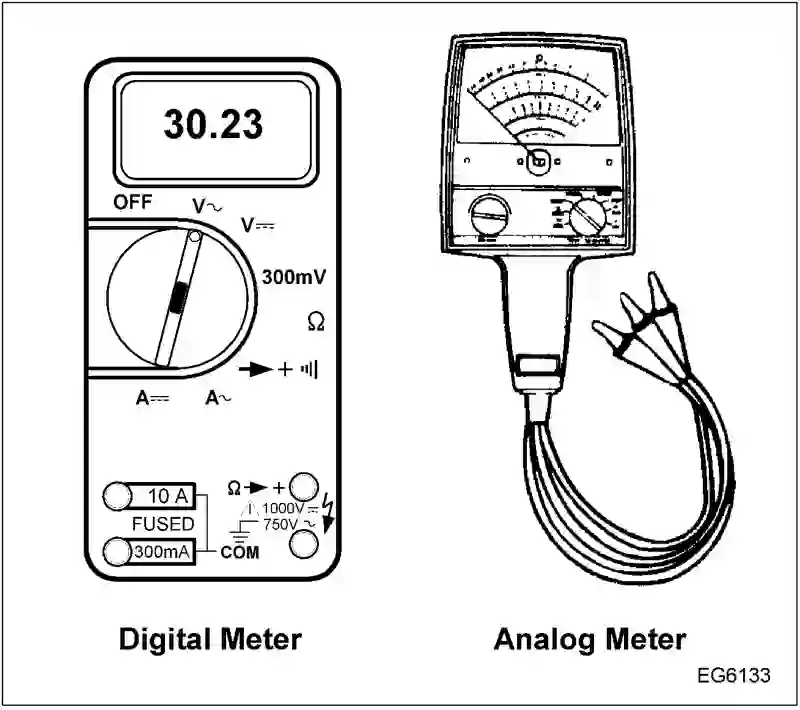 30.23
OFF
V~
V⎓
300mV
Ω
+
A⎓
A~
10 A
FUSED
300mA
COM
Ω
+
1000V⎓
750V~
Digital Meter
Analog Meter
EG6133